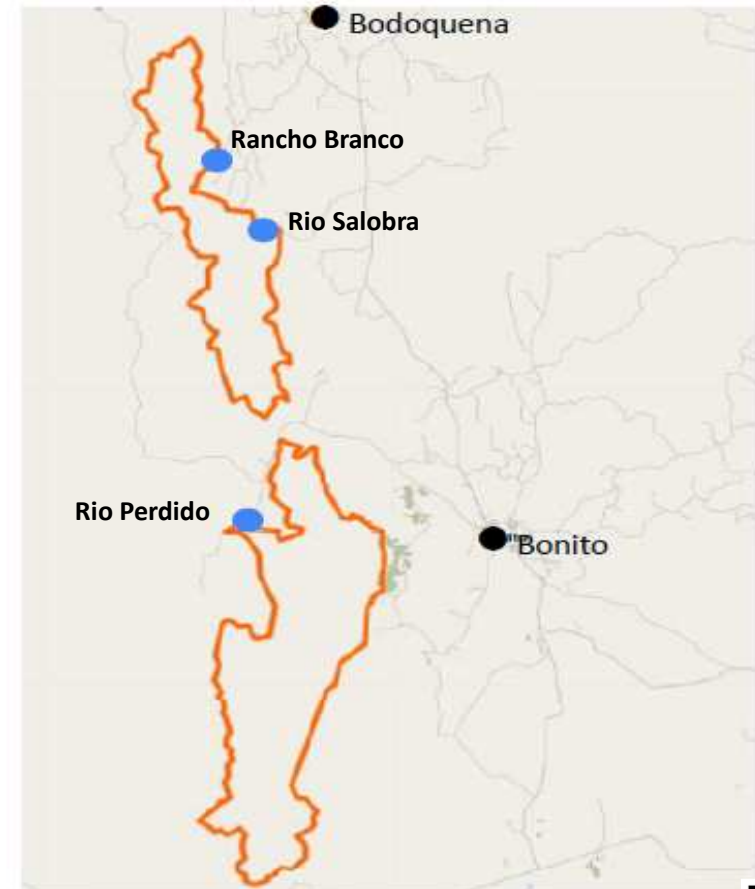 Bodoquena
Rancho Branco
Rio Salobra
Rio Perdido
Bonito